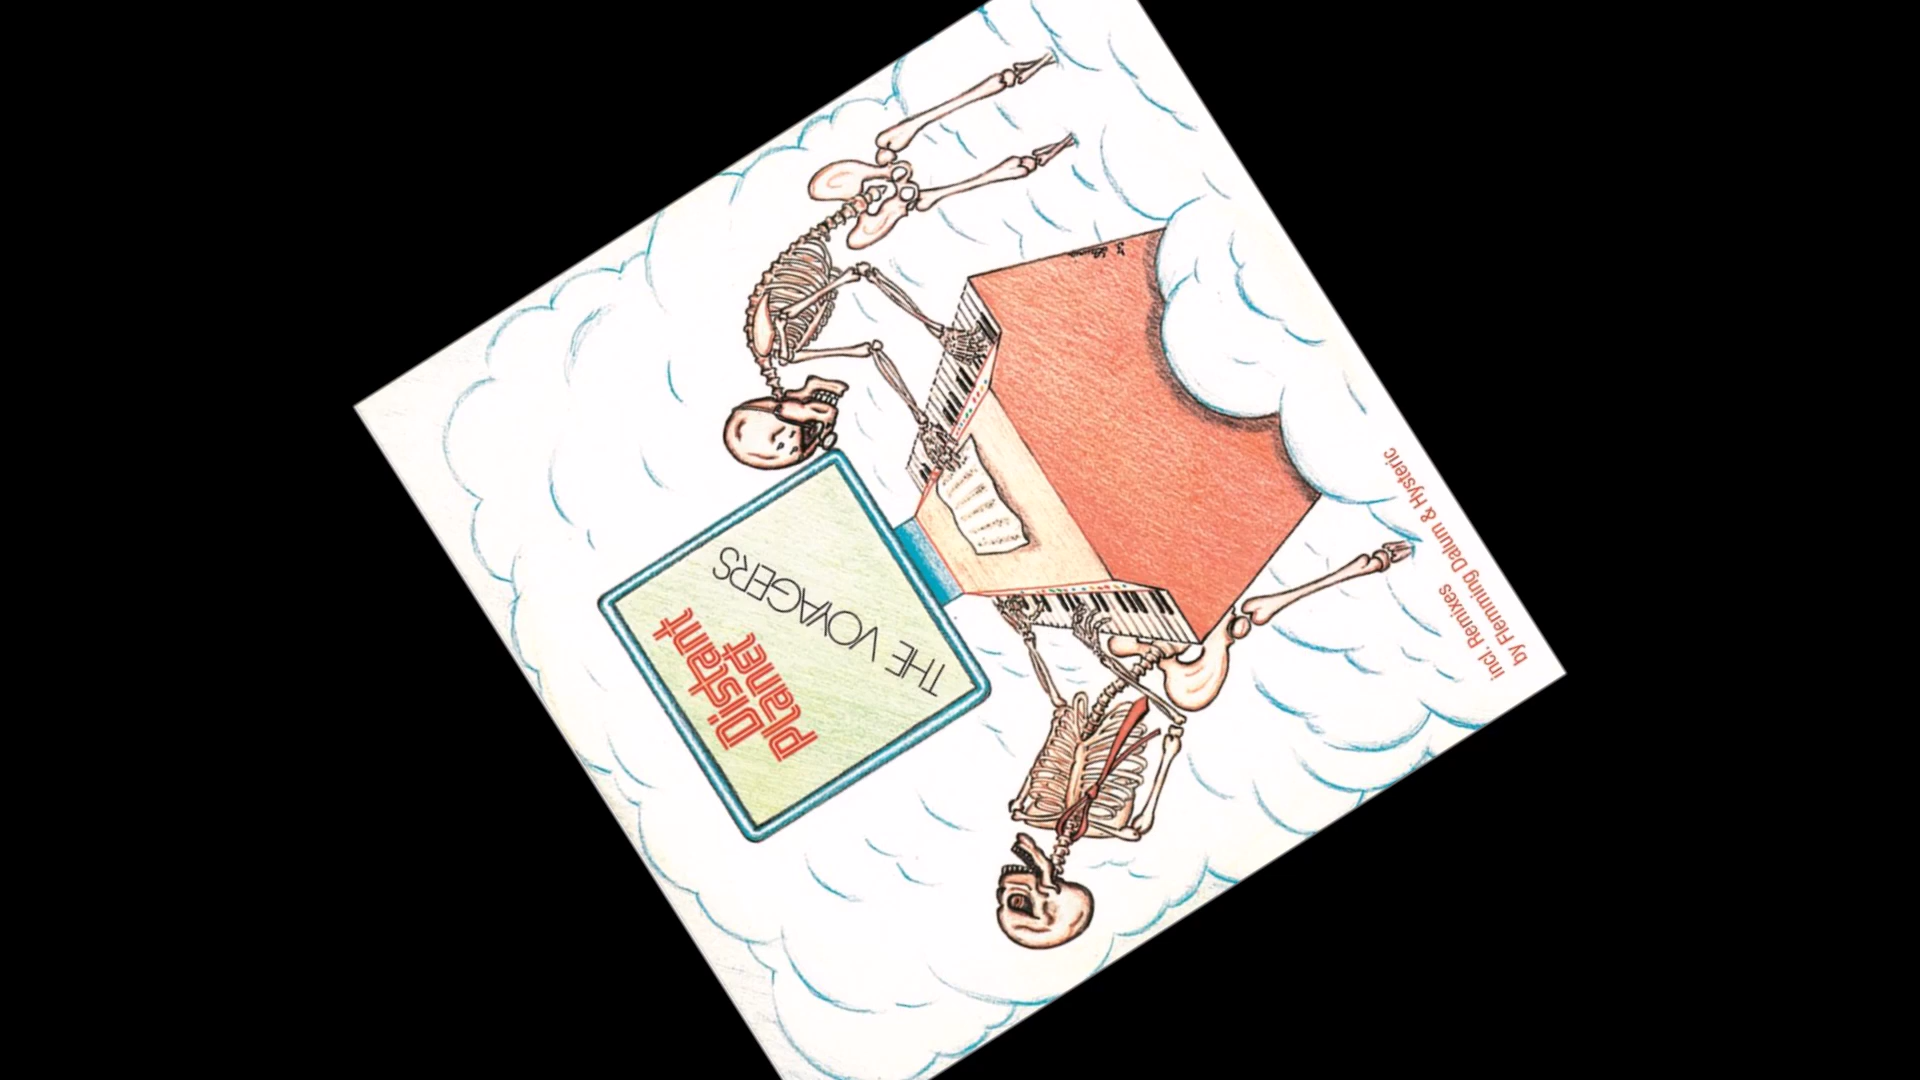 THE VOYAGERS
Distant
planet
incl. Remixes
by Flemming Dalum & Hysteric